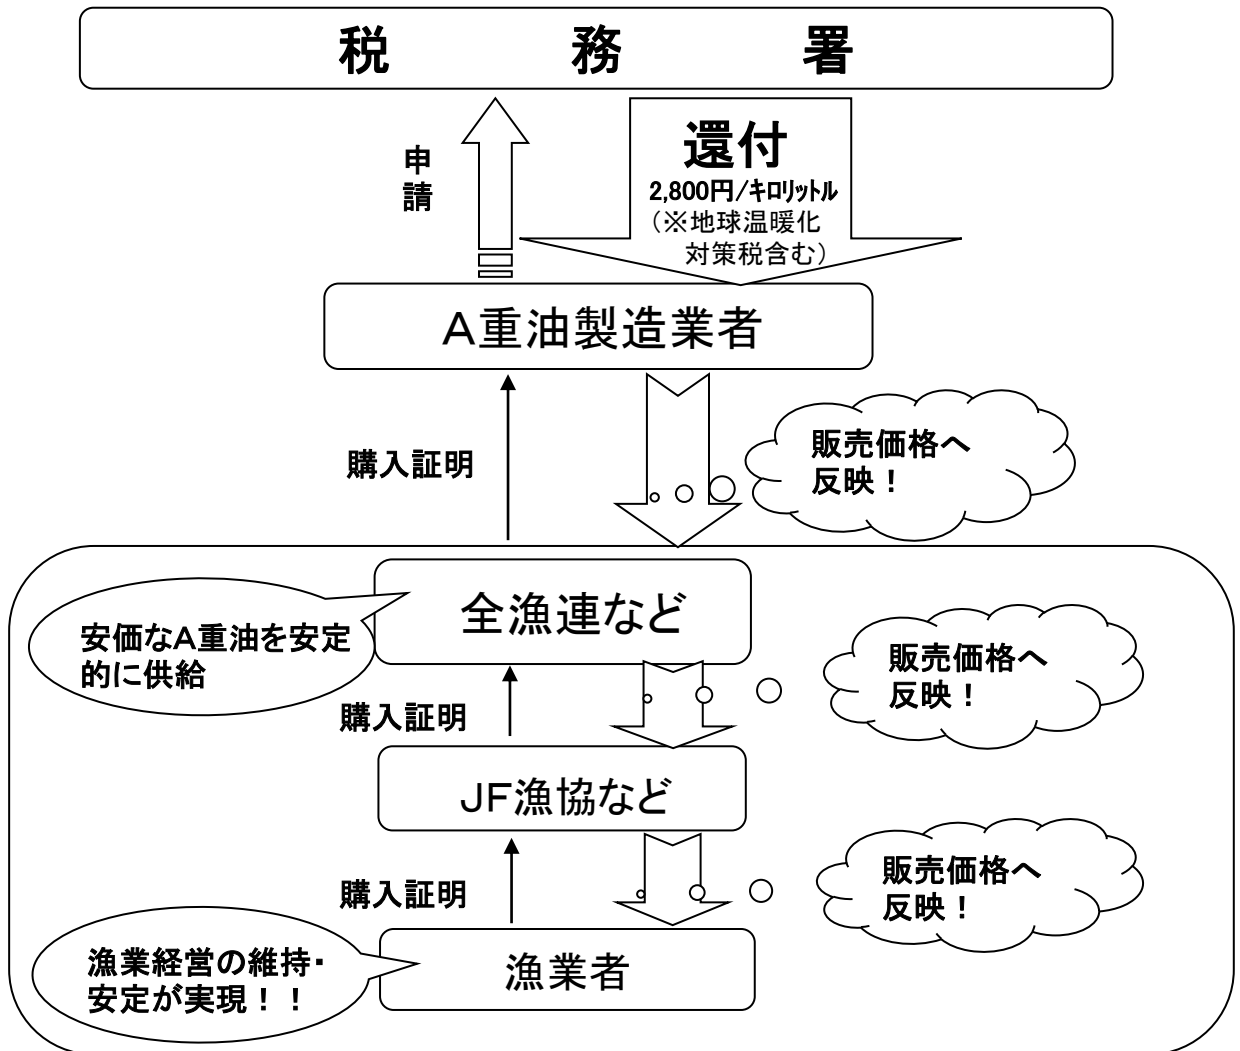 税務署
申
請
還付
2,800円/キロリットル
(※地球温暖化
対策税含む)
A重油製造業者
購入証明
販売価格へ
反映！
全漁連など
安価なA重油を安定
的に供給
販売価格へ
反映！
購入証明
JF漁協など
販売価格へ
反映！
購入証明
漁業経営の維持・
安定が実現！！
漁業者